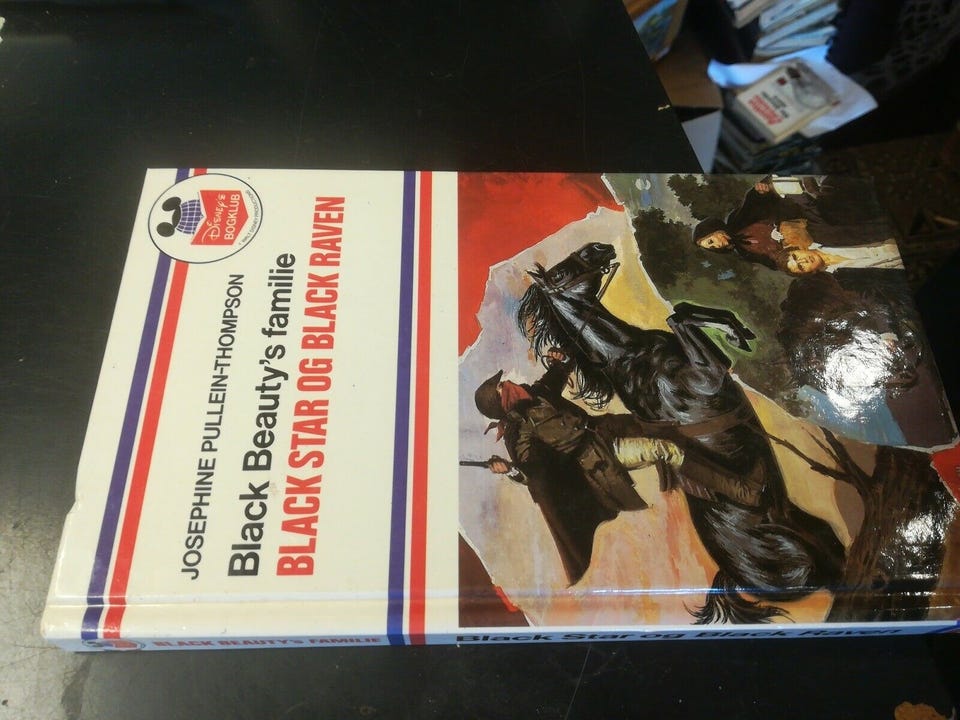 DISNEY'S
BOGKLUB
JOSEPHINE PULLEIN-THOMPSON
Black Beauty's familie
BLACK STAR OG BLACK RAVEN
BLACK BEAUTY'S FAMILIE
Black Star og Black Raven